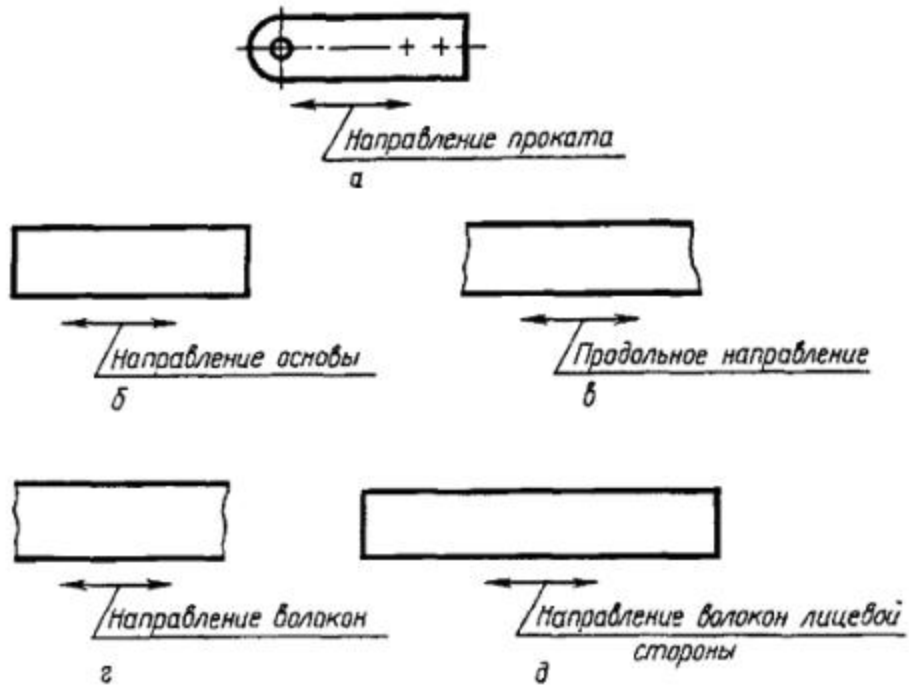 Направление проката
а
Направление основы
б
Продольное направление
в
Направление волокон
г
Направление волокон лицевой
стороны
д